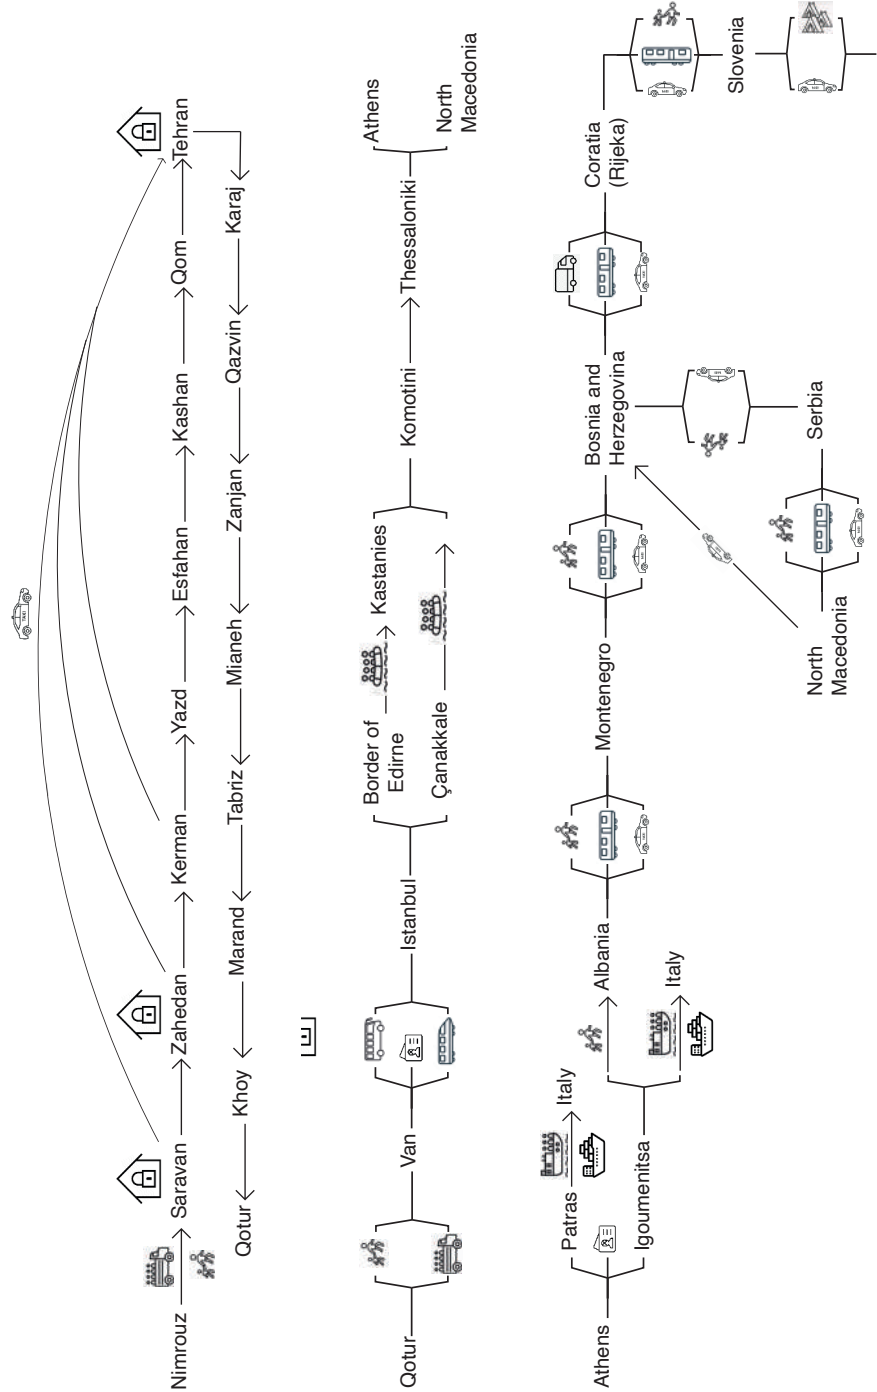 Nimrouz
Saravan
Zahedan
Kerman
Yazd
Esfahan
Kashan
Qom
Tehran
Karaj
Qazvin
Zanjan
Mianeh
Tabriz
Marand
Khoy
Qotur
Qotur
Van
Istanbul
Border of
Edirne
Kastanies
Çanakkale
Komotini
Thessaloniki
Athens
North
Macedonia
Athens
Patras
Italy
Igoumenitsa
Albania
Italy
Montenegro
Bosnia and
Herzegovina
Coratia
(Rijeka)
Slovenia
North
Macedonia
Serbia